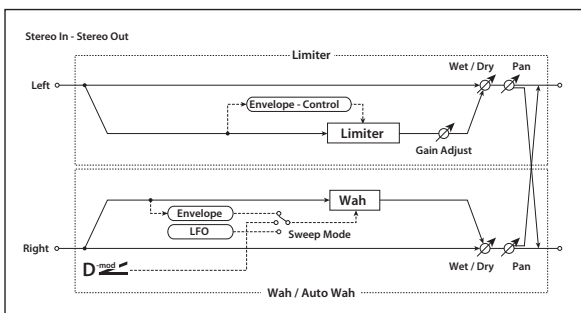 Stereo In - Stereo Out
Limiter
Wet / Dry
Pan
Left
Envelope - Control
Limiter
Gain Adjust
Wah
Envelope
LFO
Sweep Mode
Right
D-mod
Wet / Dry
Pan
Wah / Auto Wah